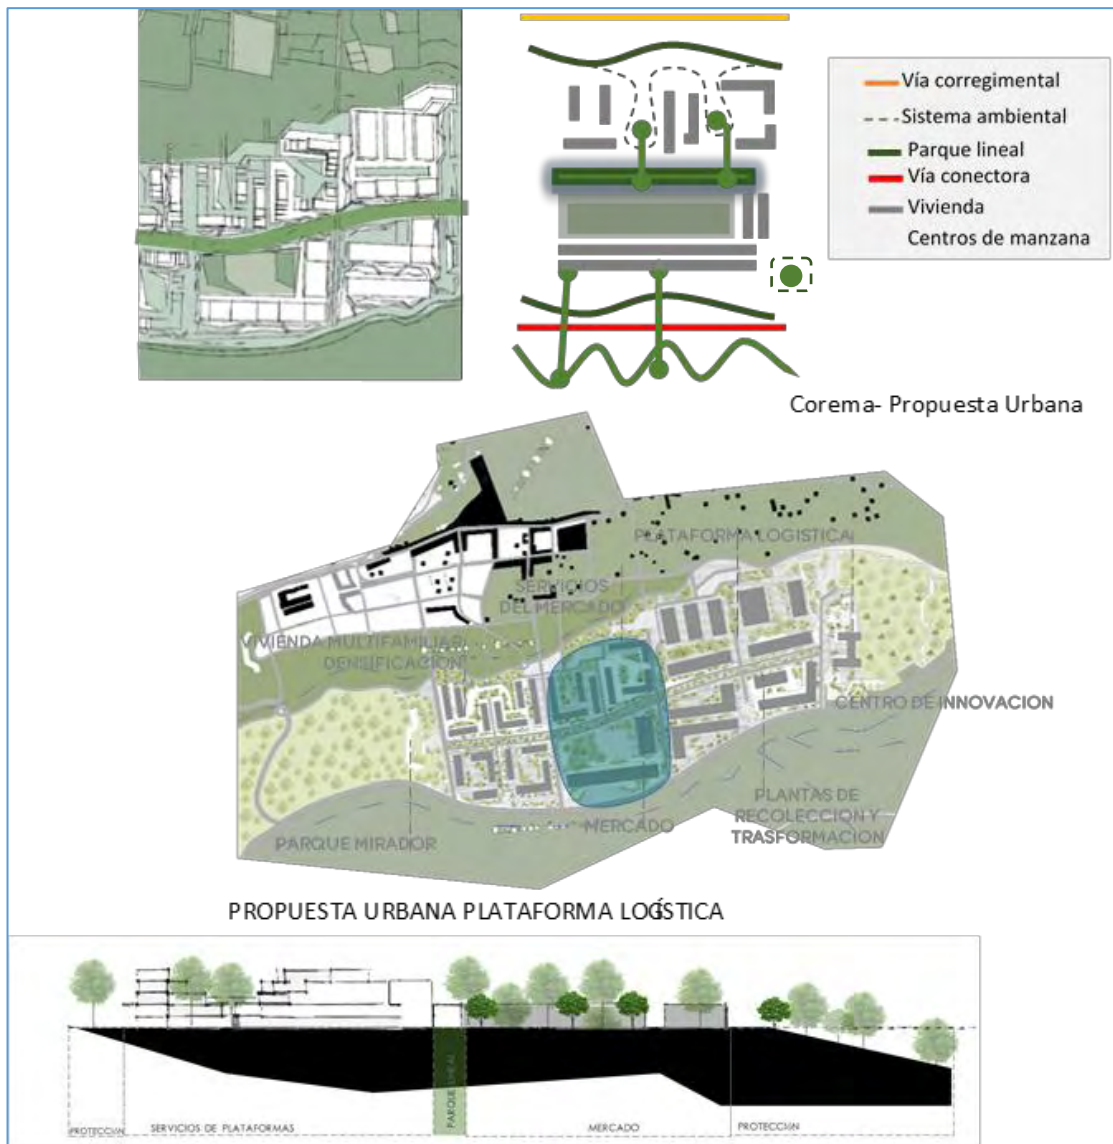 Vía corregimental
Sistema ambiental
Parque lineal
Vía conectora
Vivienda
Centros de manzana
Corema- Propuesta Urbana
PLATAFORMA LOGISTICA
SERVICIOS
DEL MERCADO
VIVIENDA MULTIFAMILIAR
DENSIFICACION
CENTRO DE INNOVACION
PLANTAS DE
RECOLECCION Y
TRASFORMACION
MERCADO
PARQUE MIRADOR
PROPUESTA URBANA PLATAFORMA LOGÍSTICA
PROTECCIÓN
SERVICIOS DE PLATAFORMAS
PARQUE LINEAL
MERCADO
PROTECCIÓN